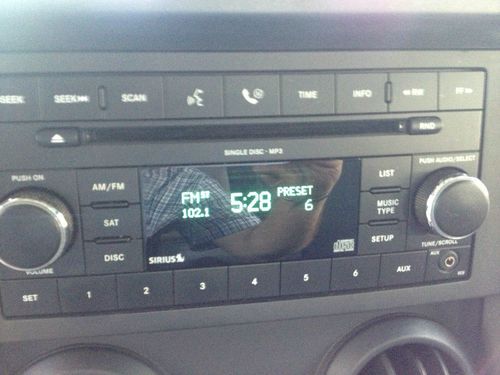 SEEK SEEK SCAN TIME INFO RW FF
RND
SINGLE DISC - MP3
PUSH ON PUSH AUDIO/SELECT
AM/FM LIST
FM 5:28 PRESET
102.1 6
SAT MUSIC
TYPE
DISC SIRIUS SETUP
VOLUME TUNE/SCROLL
SET 1 2 3 4 5 6 AUX AUX